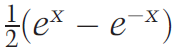 ½(eˣ − e⁻ˣ)